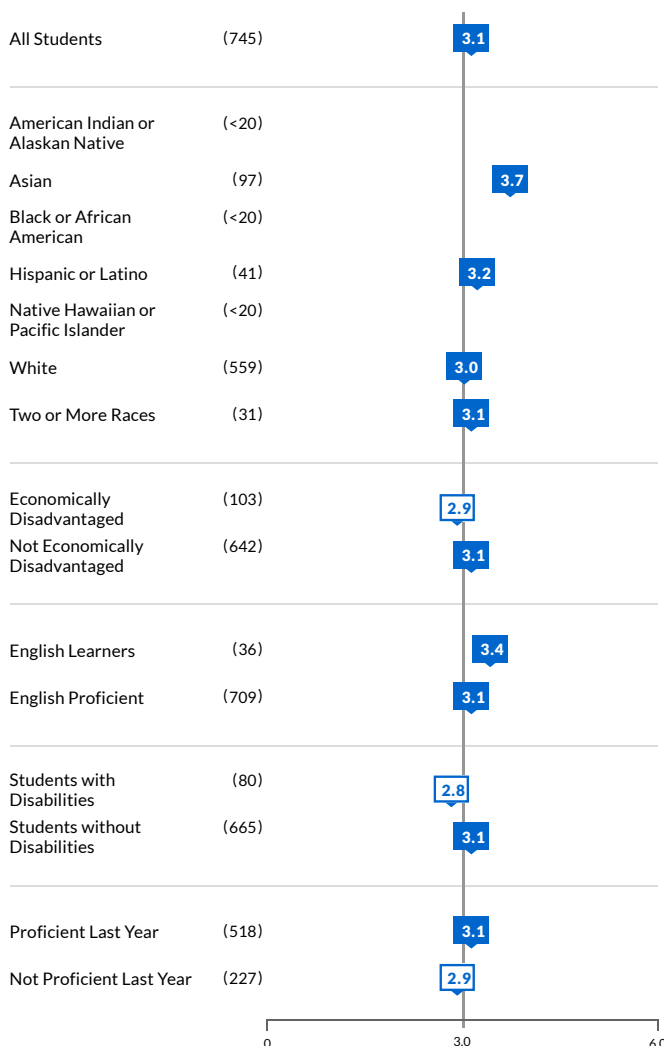 All Students (745) 3.1
American Indian or (<20)
Alaskan Native
Asian (97) 3.7
Black or African (<20)
American
Hispanic or Latino (41) 3.2
Native Hawaiian or (<20)
Pacific Islander
White (559) 3.0
Two or More Races (31) 3.1
Economically (103) 2.9
Disadvantaged
Not Economically (642) 3.1
Disadvantaged
English Learners (36) 3.4
English Proficient (709) 3.1
Students with (80) 2.8
Disabilities
Students without (665) 3.1
Disabilities
Proficient Last Year (518) 3.1
Not Proficient Last Year (227) 2.9
0 3.0 6.0